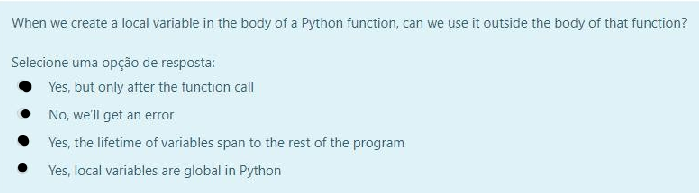 When we create a local variable in the body of a Python function, can we use it outside the body of that function?
Selecione uma opção de resposta:
Yes, but only after the function call
No, we'll get an error
Yes, the lifetime of variables span to the rest of the program
Yes, local variables are global in Python